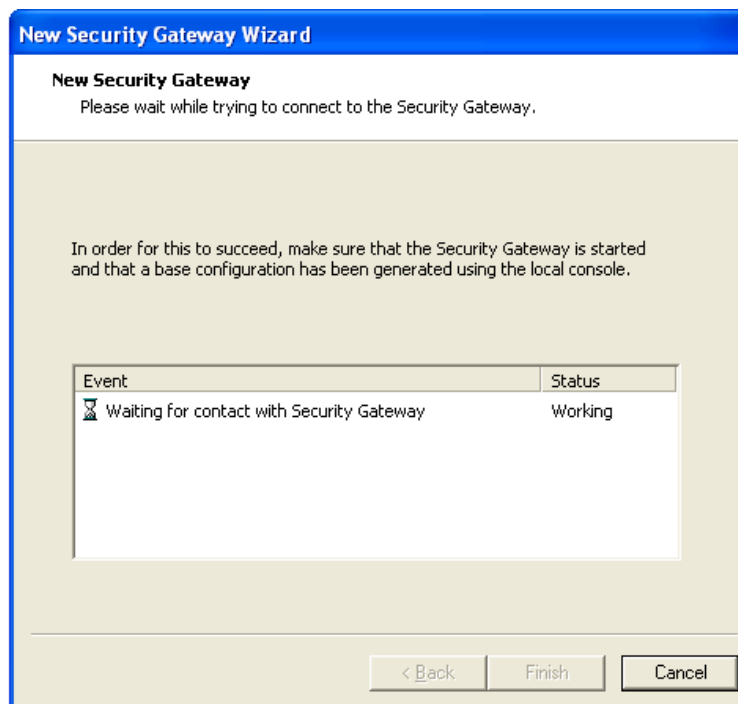 New Security Gateway Wizard
New Security Gateway
Please wait while trying to connect to the Security Gateway.
In order for this to succeed, make sure that the Security Gateway is started
and that a base configuration has been generated using the local console.
Event Status
Waiting for contact with Security Gateway Working
< Back Finish Cancel